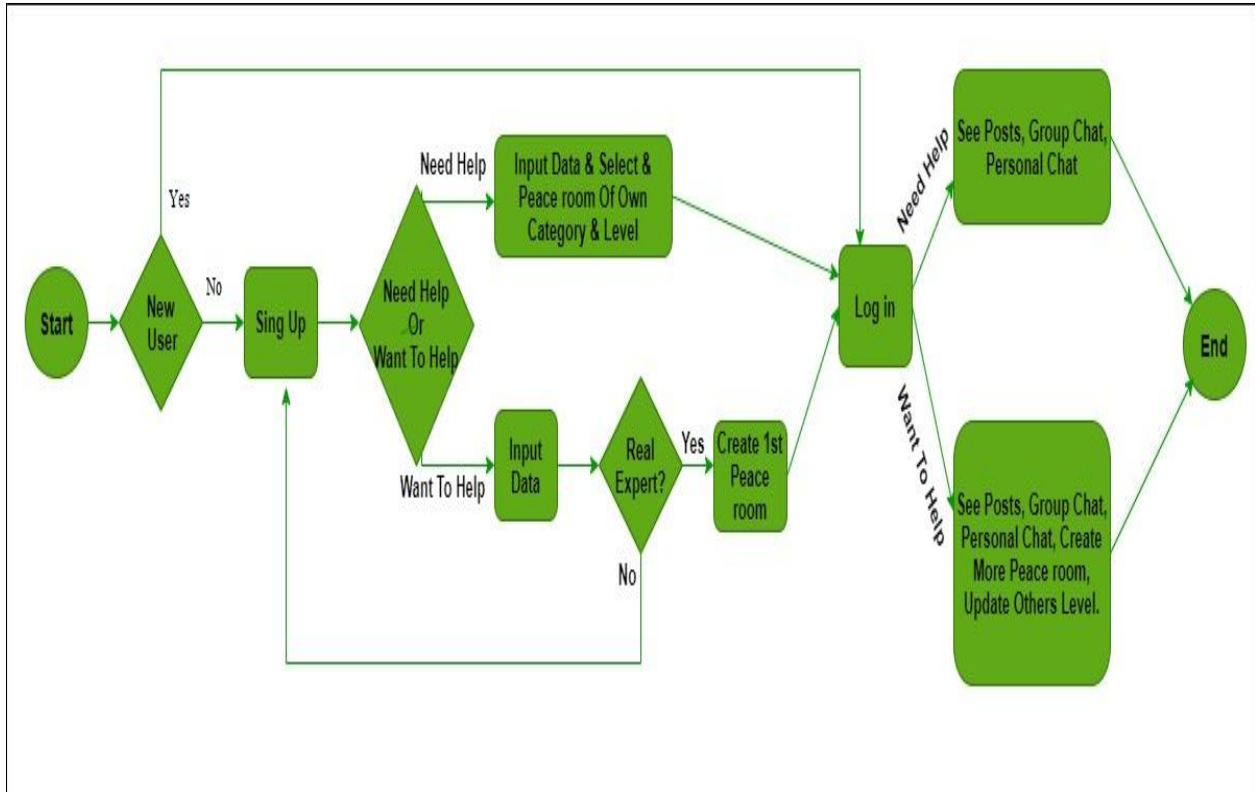 Start
New
User
Yes
No
Sing Up
Need Help
Or
Want To Help
Need Help
Input Data & Select &
Peace room Of Own
Category & Level
Want To Help
Input
Data
Real
Expert?
Yes
No
Create 1st
Peace
room
Log in
Need Help
See Posts, Group Chat,
Personal Chat
Want To Help
See Posts, Group Chat,
Personal Chat, Create
More Peace room,
Update Others Level.
End